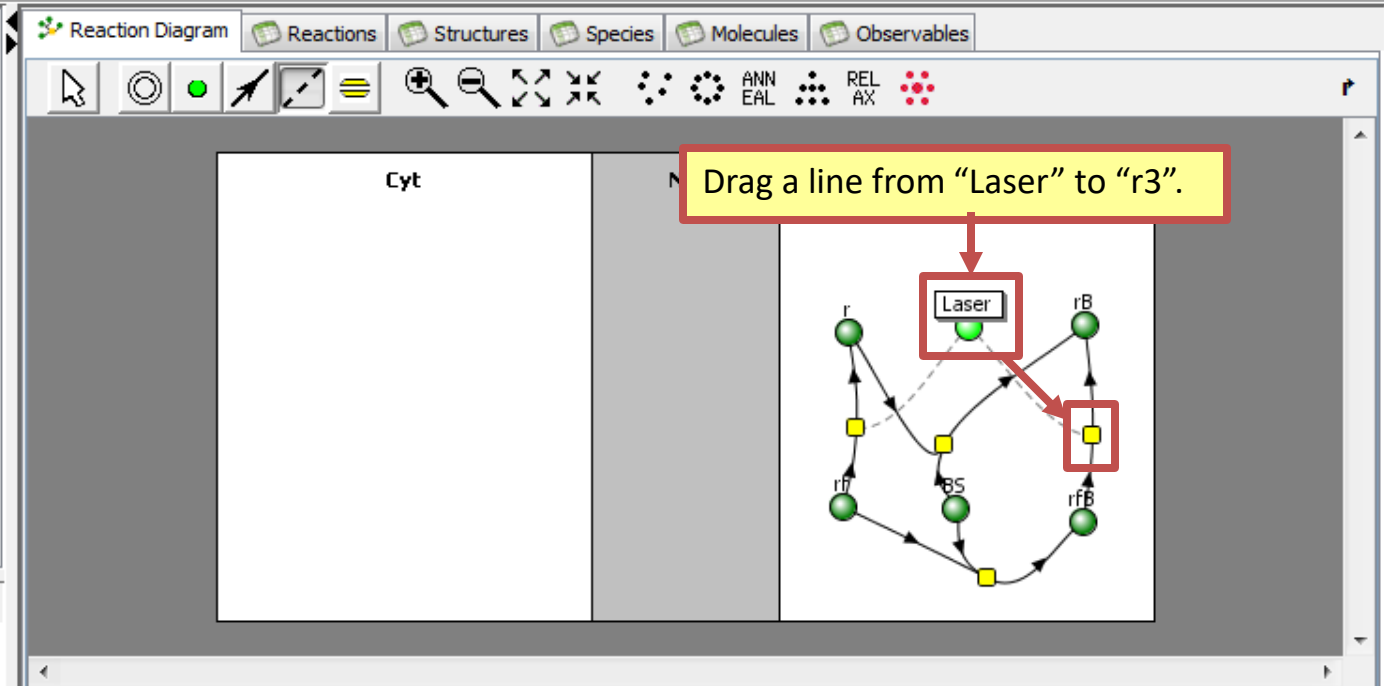 Reaction Diagram Reactions Structures Species Molecules Observables
ANN EAL REL AX
Cyt
N
Drag a line from “Laser” to “r3”.
r Laser rB
rf BS rfB